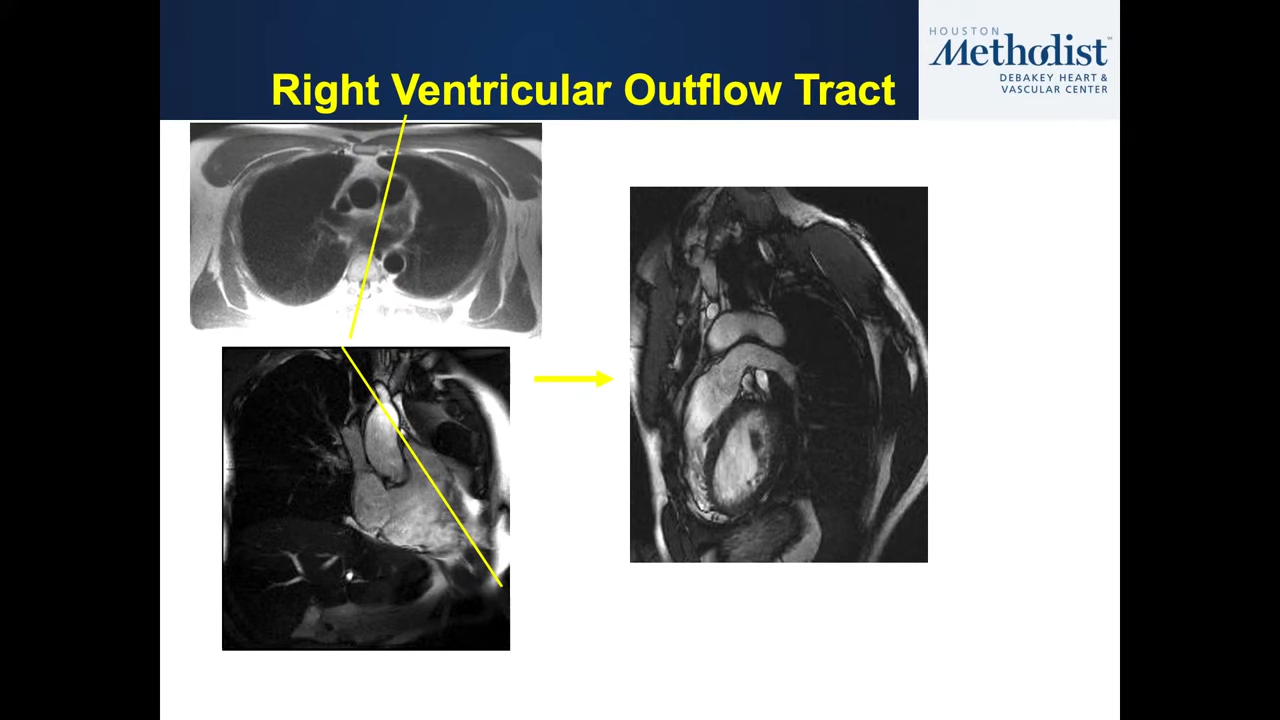 Right Ventricular Outflow Tract
HOUSTON
Methodist
DEBAKEY HEART &
VASCULAR CENTER